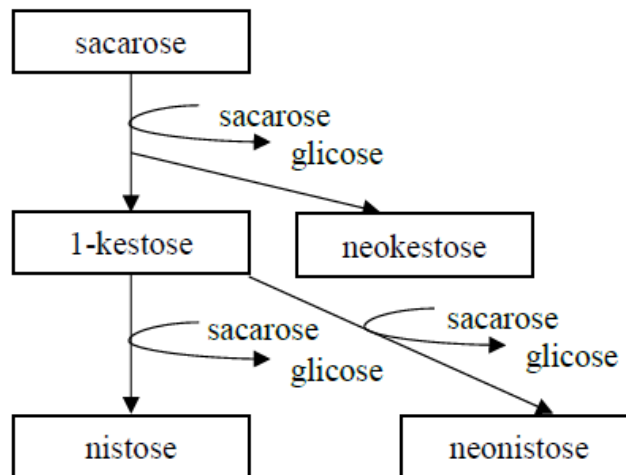 sacarose
sacarose
glicose
1-kestose
neokestose
sacarose
glicose
sacarose
glicose
nistose
neonistose